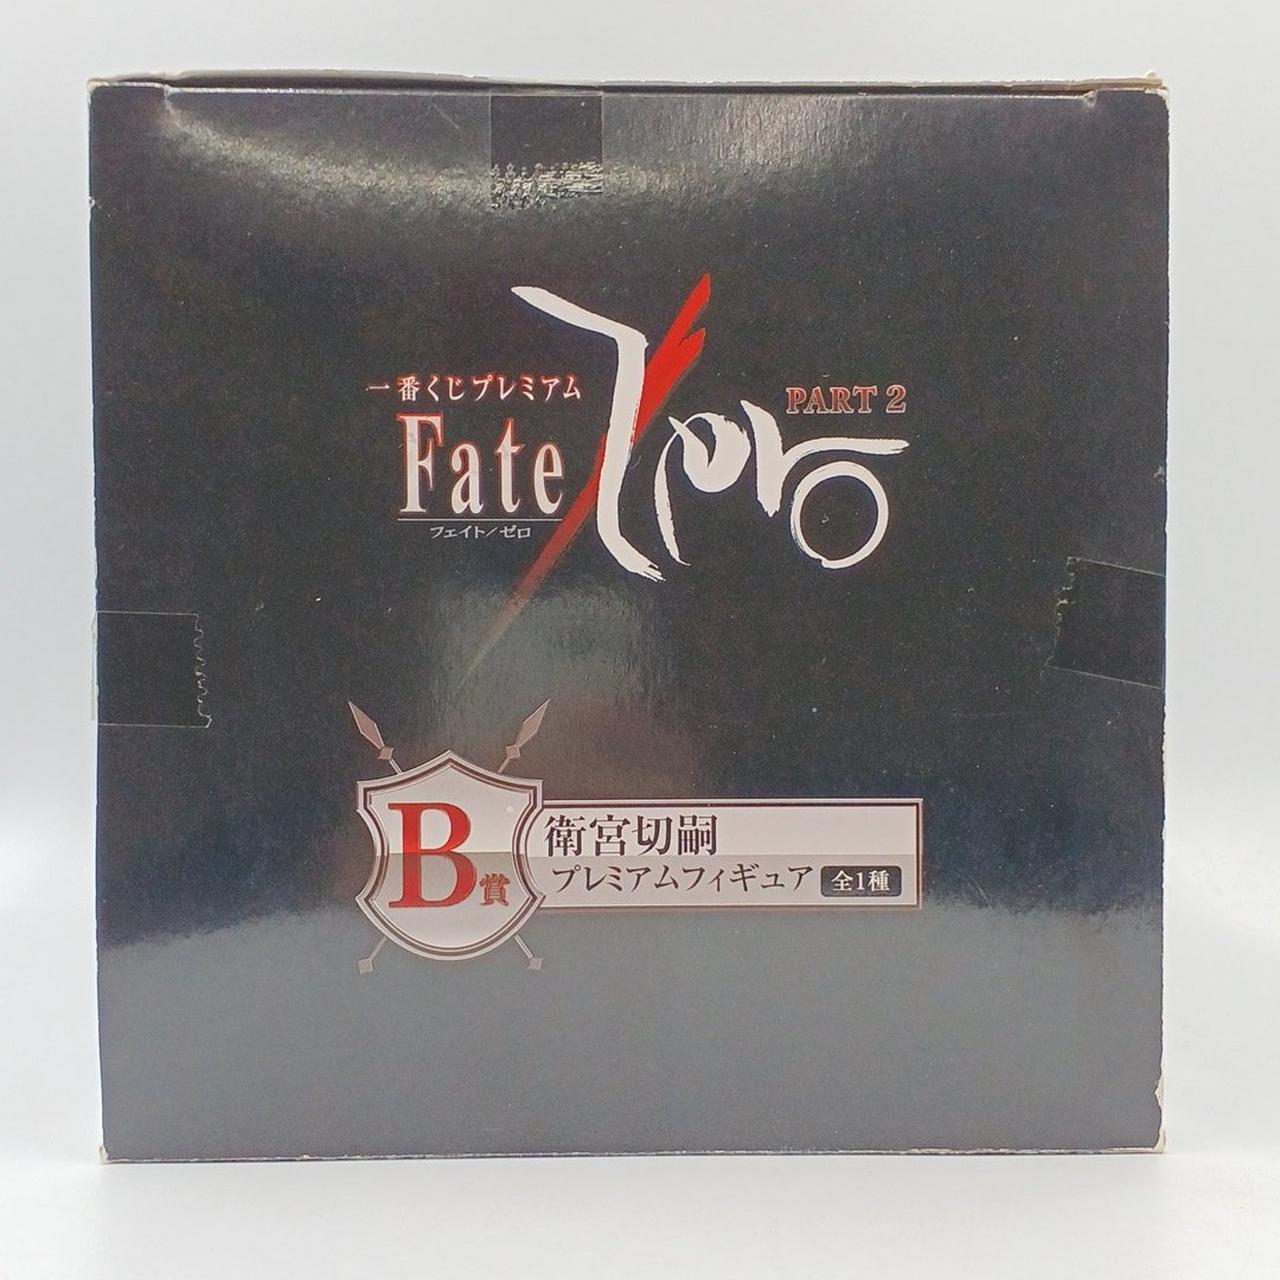 一番くじプレミアム
PART 2
Fate Zero
フェイト/ゼロ
B賞
衛宮切嗣
プレミアムフィギュア 全1種